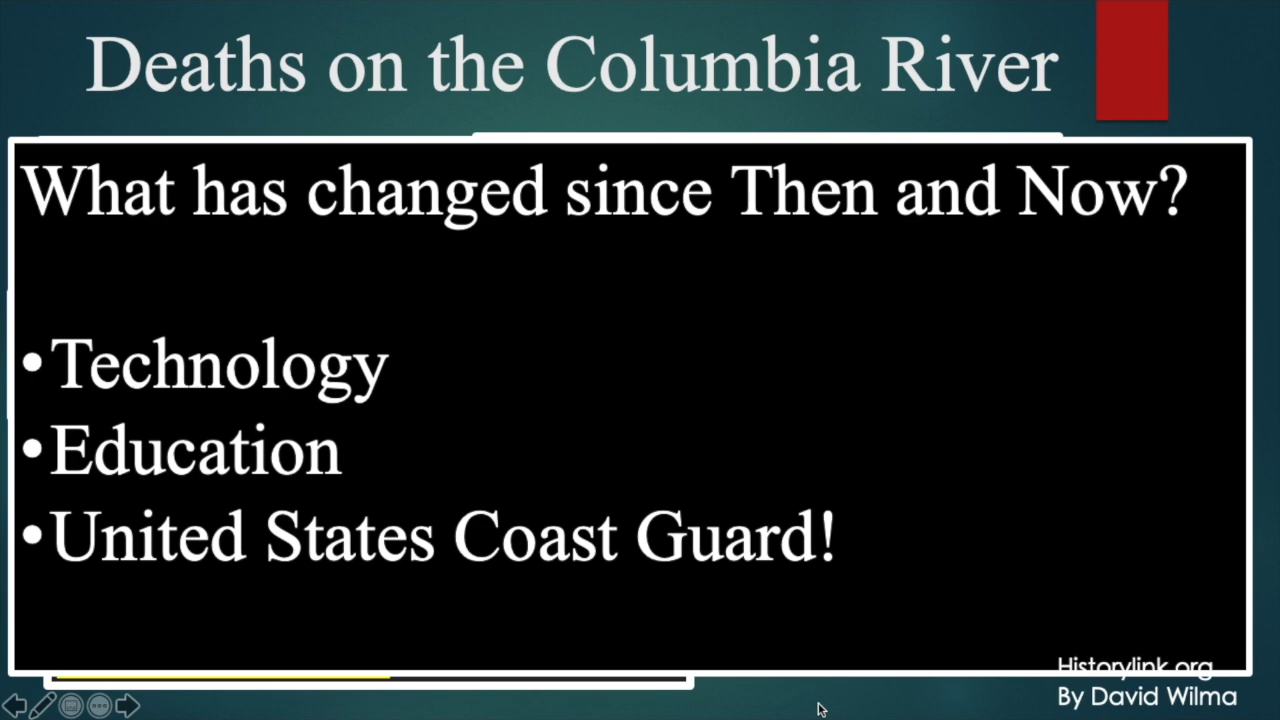 Deaths on the Columbia River
What has changed since Then and Now?
•Technology
•Education
•United States Coast Guard!
Historylink.org
By David Wilma